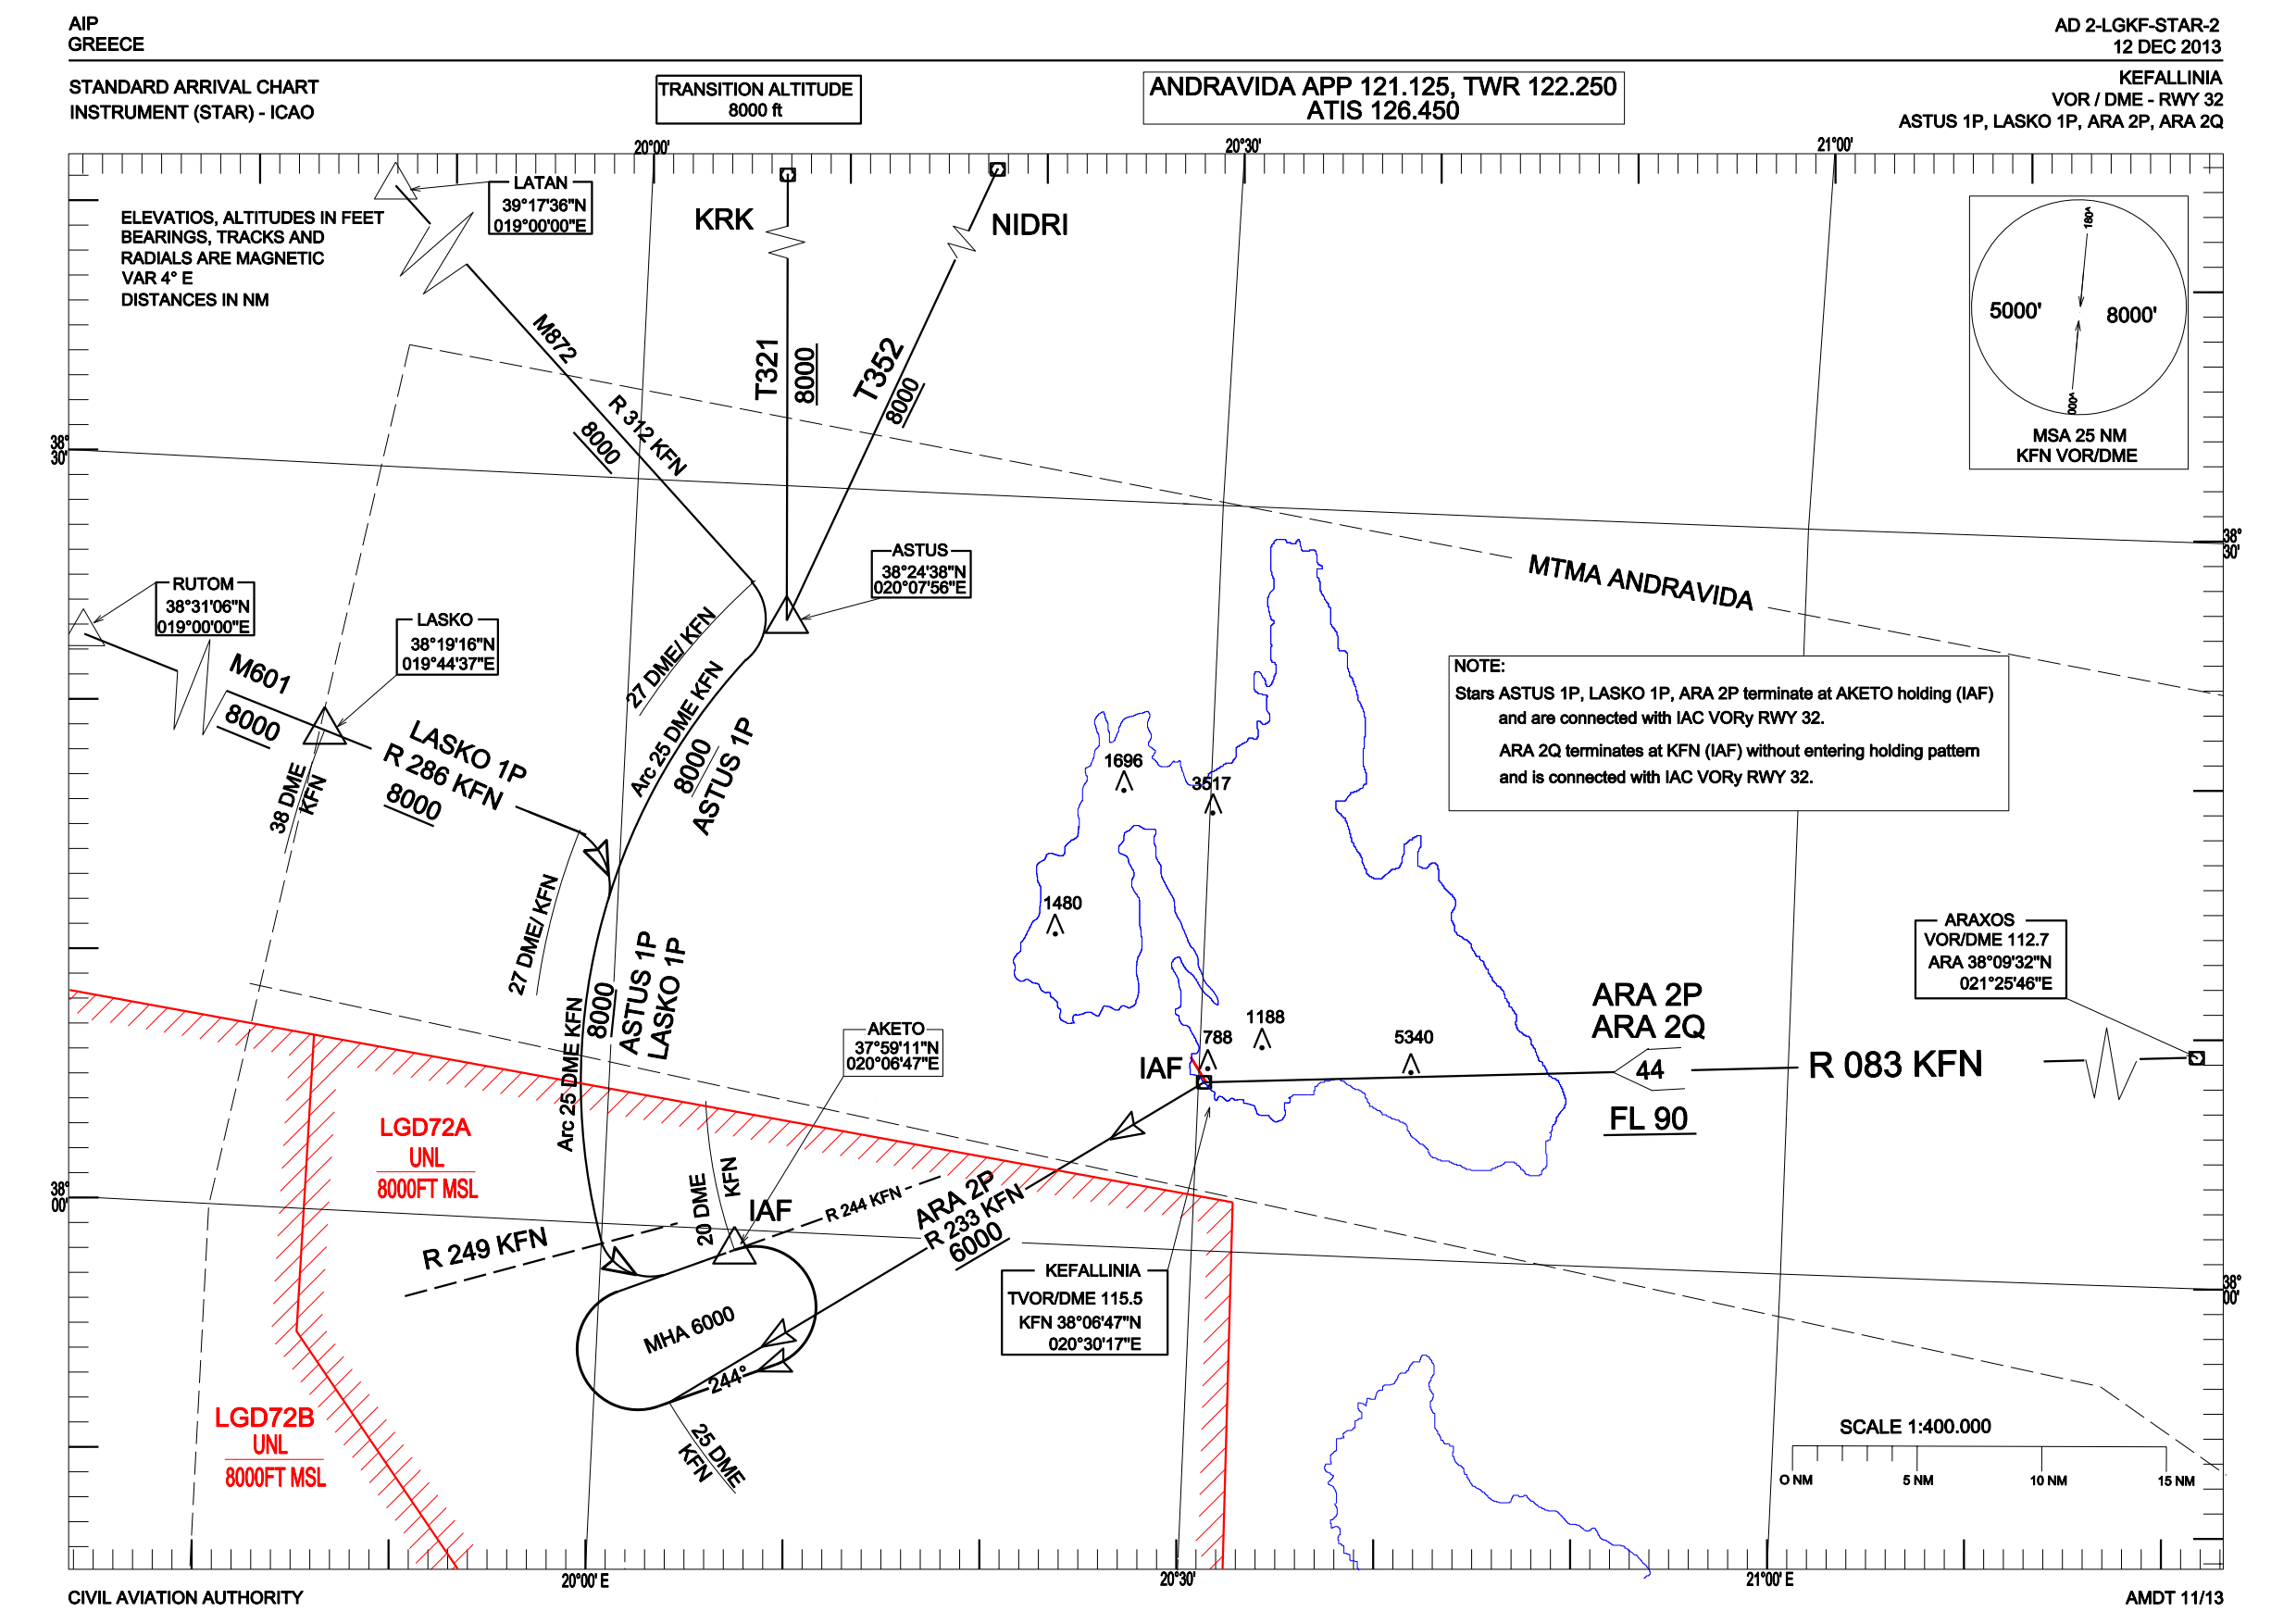 AIP
GREECE
AD 2-LGKF-STAR-2
12 DEC 2013
STANDARD ARRIVAL CHART
INSTRUMENT (STAR) - ICAO
TRANSITION ALTITUDE
8000 ft
ANDRAVIDA APP 121.125, TWR 122.250
ATIS 126.450
KEFALLINIA
VOR / DME - RWY 32
ASTUS 1P, LASKO 1P, ARA 2P, ARA 2Q
20°00'
20°30'
21°00'
LATAN
39°17'36"N
019°00'00"E
ELEVATIOS, ALTITUDES IN FEET
BEARINGS, TRACKS AND
RADIALS ARE MAGNETIC
VAR 4° E
DISTANCES IN NM
KRK
NIDRI
180°
5000'
8000'
000°
MSA 25 NM
KFN VOR/DME
M872
R 312 KFN
8000
T321
8000
T352
8000
38°
30'
38°
30'
MTMA ANDRAVIDA
ASTUS
38°24'38"N
020°07'56"E
RUTOM
38°31'06"N
019°00'00"E
LASKO
38°19'16"N
019°44'37"E
M601
8000
LASKO 1P
R 286 KFN
8000
38 DME
KFN
27 DME/ KFN
Arc 25 DME KFN
8000
ASTUS 1P
NOTE:
Stars ASTUS 1P, LASKO 1P, ARA 2P terminate at AKETO holding (IAF)
and are connected with IAC VORy RWY 32.
ARA 2Q terminates at KFN (IAF) without entering holding pattern
and is connected with IAC VORy RWY 32.
1696
3517
1480
27 DME/ KFN
Arc 25 DME KFN
8000
ASTUS 1P
LASKO 1P
ARAXOS
VOR/DME 112.7
ARA 38°09'32"N
021°25'46"E
AKETO
37°59'11"N
020°06'47"E
788
1188
5340
IAF
ARA 2P
ARA 2Q
44
R 083 KFN
FL 90
LGD72A
UNL
8000FT MSL
38°
00'
20 DME
KFN
IAF
R 244 KFN
R 249 KFN
ARA 2P
R 233 KFN
6000
KEFALLINIA
TVOR/DME 115.5
KFN 38°06'47"N
020°30'17"E
38°
00'
MHA 6000
244°
25 DME
KFN
LGD72B
UNL
8000FT MSL
SCALE 1:400.000
O NM
5 NM
10 NM
15 NM
20°00' E
20°30'
21°00' E
CIVIL AVIATION AUTHORITY
AMDT 11/13